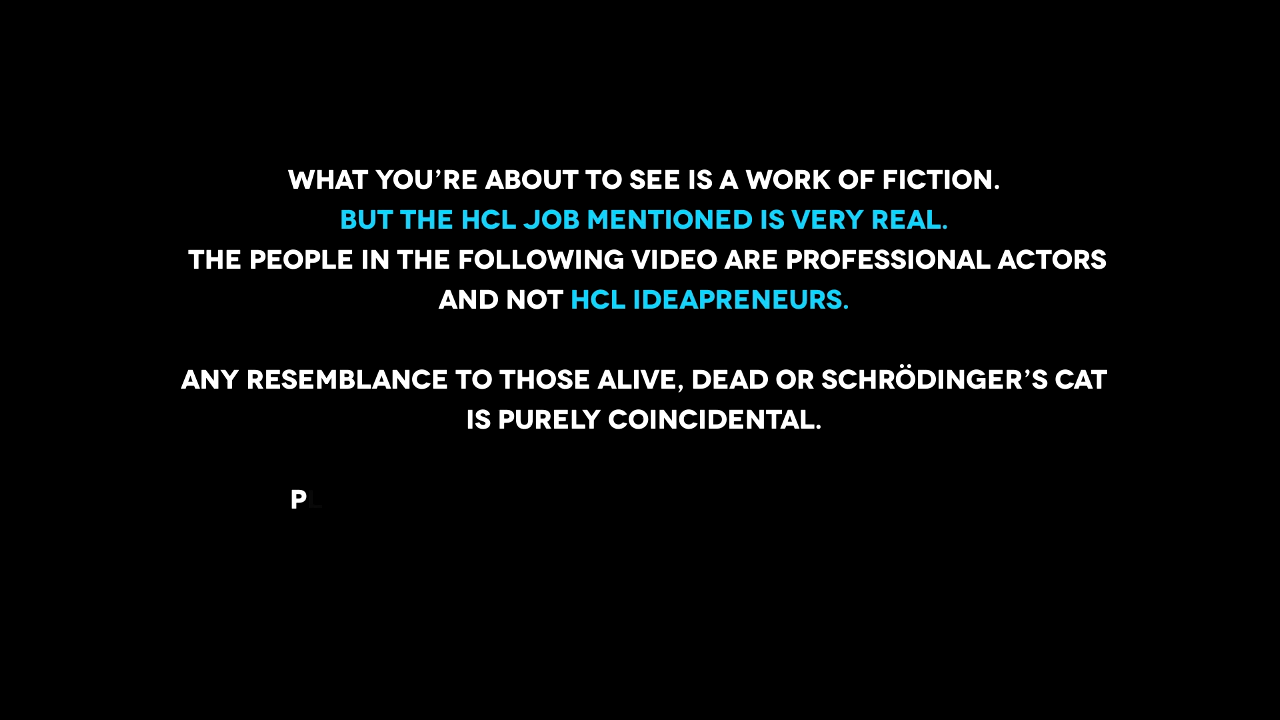 WHAT YOU’RE ABOUT TO SEE IS A WORK OF FICTION.
BUT THE HCL JOB MENTIONED IS VERY REAL.
THE PEOPLE IN THE FOLLOWING VIDEO ARE PROFESSIONAL ACTORS
AND NOT HCL IDEAPRENEURS.
ANY RESEMBLANCE TO THOSE ALIVE, DEAD OR SCHRÖDINGER’S CAT
IS PURELY COINCIDENTAL.
PL